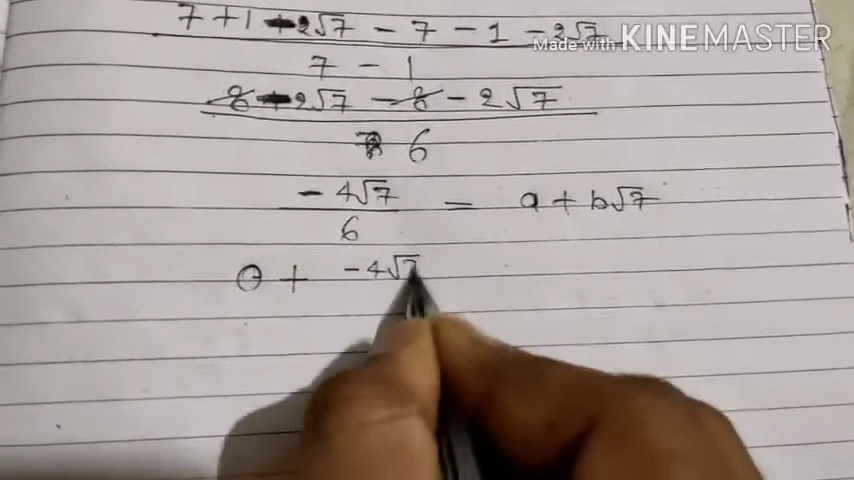 7 + 1 - 2√7 - 7 - 1 - 2√7
Made with KINEMASTER
7 - 1
8 - 2√7 - 8 - 2√7
6
- 4√7 = a + b√7
6
0 + - 4√7